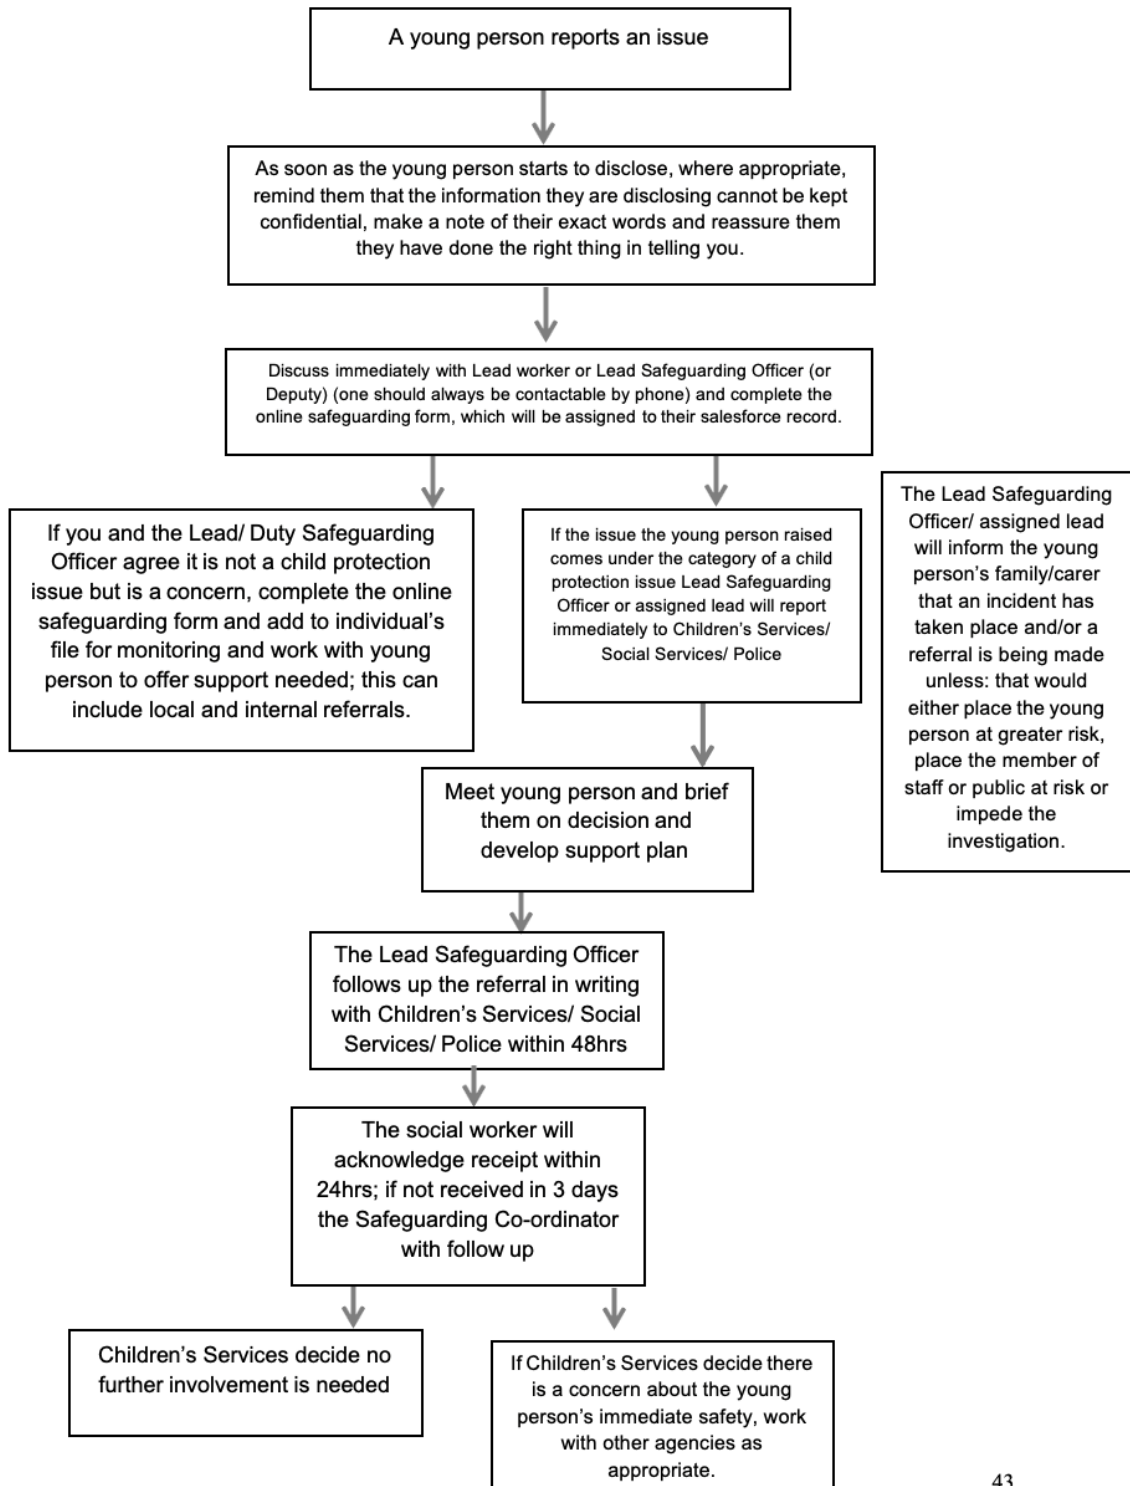 A young person reports an issue
As soon as the young person starts to disclose, where appropriate,
remind them that the information they are disclosing cannot be kept
confidential, make a note of their exact words and reassure them
they have done the right thing in telling you.
Discuss immediately with Lead worker or Lead Safeguarding Officer (or
Deputy) (one should always be contactable by phone) and complete the
online safeguarding form, which will be assigned to their salesforce record.
If you and the Lead/ Duty Safeguarding
Officer agree it is not a child protection
issue but is a concern, complete the online
safeguarding form and add to individual's
file for monitoring and work with young
person to offer support needed; this can
include local and internal referrals.
If the issue the young person raised
comes under the category of a child
protection issue Lead Safeguarding
Officer or assigned lead will report
immediately to Children's Services/
Social Services/ Police
The Lead Safeguarding
Officer/ assigned lead
will inform the young
person's family/carer
that an incident has
taken place and/or a
referral is being made
unless: that would
either place the young
person at greater risk,
place the member of
staff or public at risk or
impede the
investigation.
Meet young person and brief
them on decision and
develop support plan
The Lead Safeguarding Officer
follows up the referral in writing
with Children's Services/ Social
Services/ Police within 48hrs
The social worker will
acknowledge receipt within
24hrs; if not received in 3 days
the Safeguarding Co-ordinator
with follow up
Children's Services decide no
further involvement is needed
If Children's Services decide there
is a concern about the young
person's immediate safety, work
with other agencies as
appropriate.
43